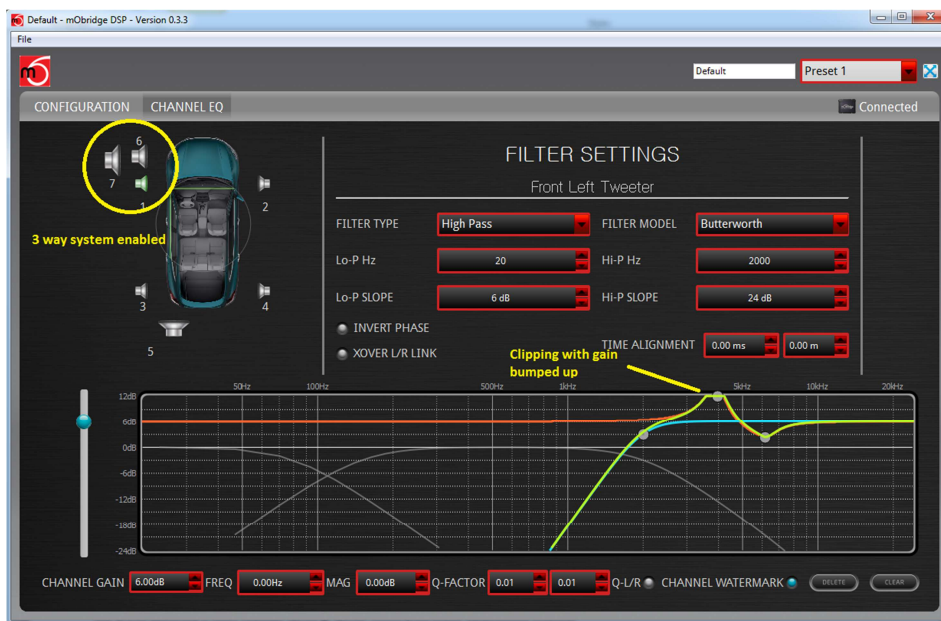 Default - mObridge DSP - Version 0.3.3
File
m6
Default
Preset 1
CONFIGURATION
CHANNEL EQ
Connected
6
7
1
2
3 way system enabled
3
4
5
FILTER SETTINGS
Front Left Tweeter
FILTER TYPE
High Pass
FILTER MODEL
Butterworth
Lo-P Hz
20
Hi-P Hz
2000
Lo-P SLOPE
6 dB
Hi-P SLOPE
24 dB
INVERT PHASE
XOVER L/R LINK
TIME ALIGNMENT
0.00 ms
0.00 m
Clipping with gain
bumped up
50Hz
100Hz
500Hz
1kHz
5kHz
10kHz
20kHz
12dB
6dB
0dB
-6dB
-12dB
-18dB
-24dB
CHANNEL GAIN
6.00dB
FREQ
0.00Hz
MAG
0.00dB
Q-FACTOR
0.01
0.01
Q-L/R
CHANNEL WATERMARK
DELETE
CLEAR